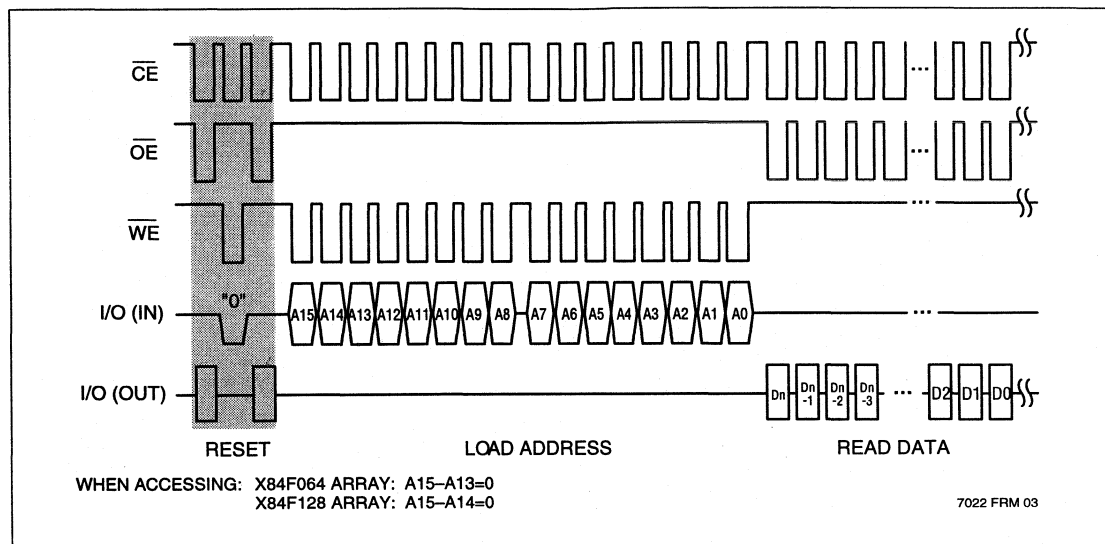 CE
OE
WE
I/O (IN) "0" A15 A14 A13 A12 A11 A10 A9 A8 A7 A6 A5 A4 A3 A2 A1 A0 ...
I/O (OUT) Dn Dn-1 Dn-2 Dn-3 ... D2 D1 D0
RESET LOAD ADDRESS READ DATA
WHEN ACCESSING: X84F064 ARRAY: A15–A13=0
X84F128 ARRAY: A15–A14=0
7022 FRM 03